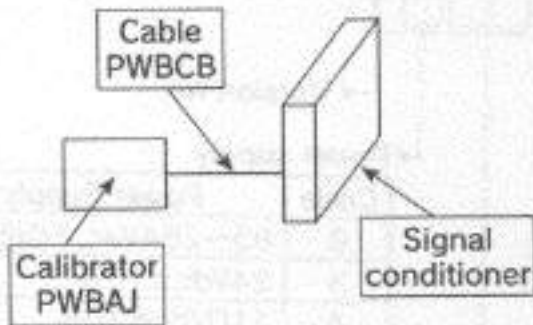 Cable
PWBCB
Calibrator
PWBAJ
Signal
conditioner